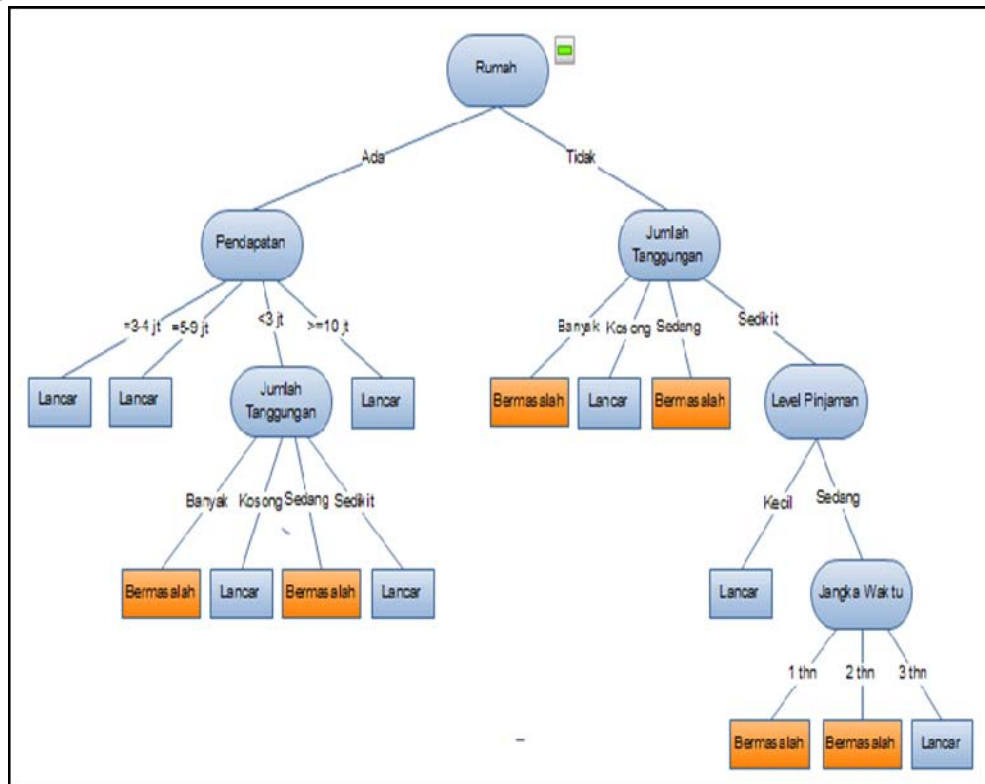 Rumah
Ada
Tidak
Pendapatan
Jumlah
Tanggungan
=3-4 jt
=5-9 jt
<3 jt
>=10 jt
Banyak
Kosong
Sedang
Sedikit
Lancar
Lancar
Jumlah
Tanggungan
Lancar
Bermasalah
Lancar
Bermasalah
Level Pinjaman
Banyak
Kosong
Sedang
Sedikit
Kecil
Sedang
Bermasalah
Lancar
Bermasalah
Lancar
Lancar
Jangka Waktu
1 thn
2 thn
3 thn
Bermasalah
Bermasalah
Lancar